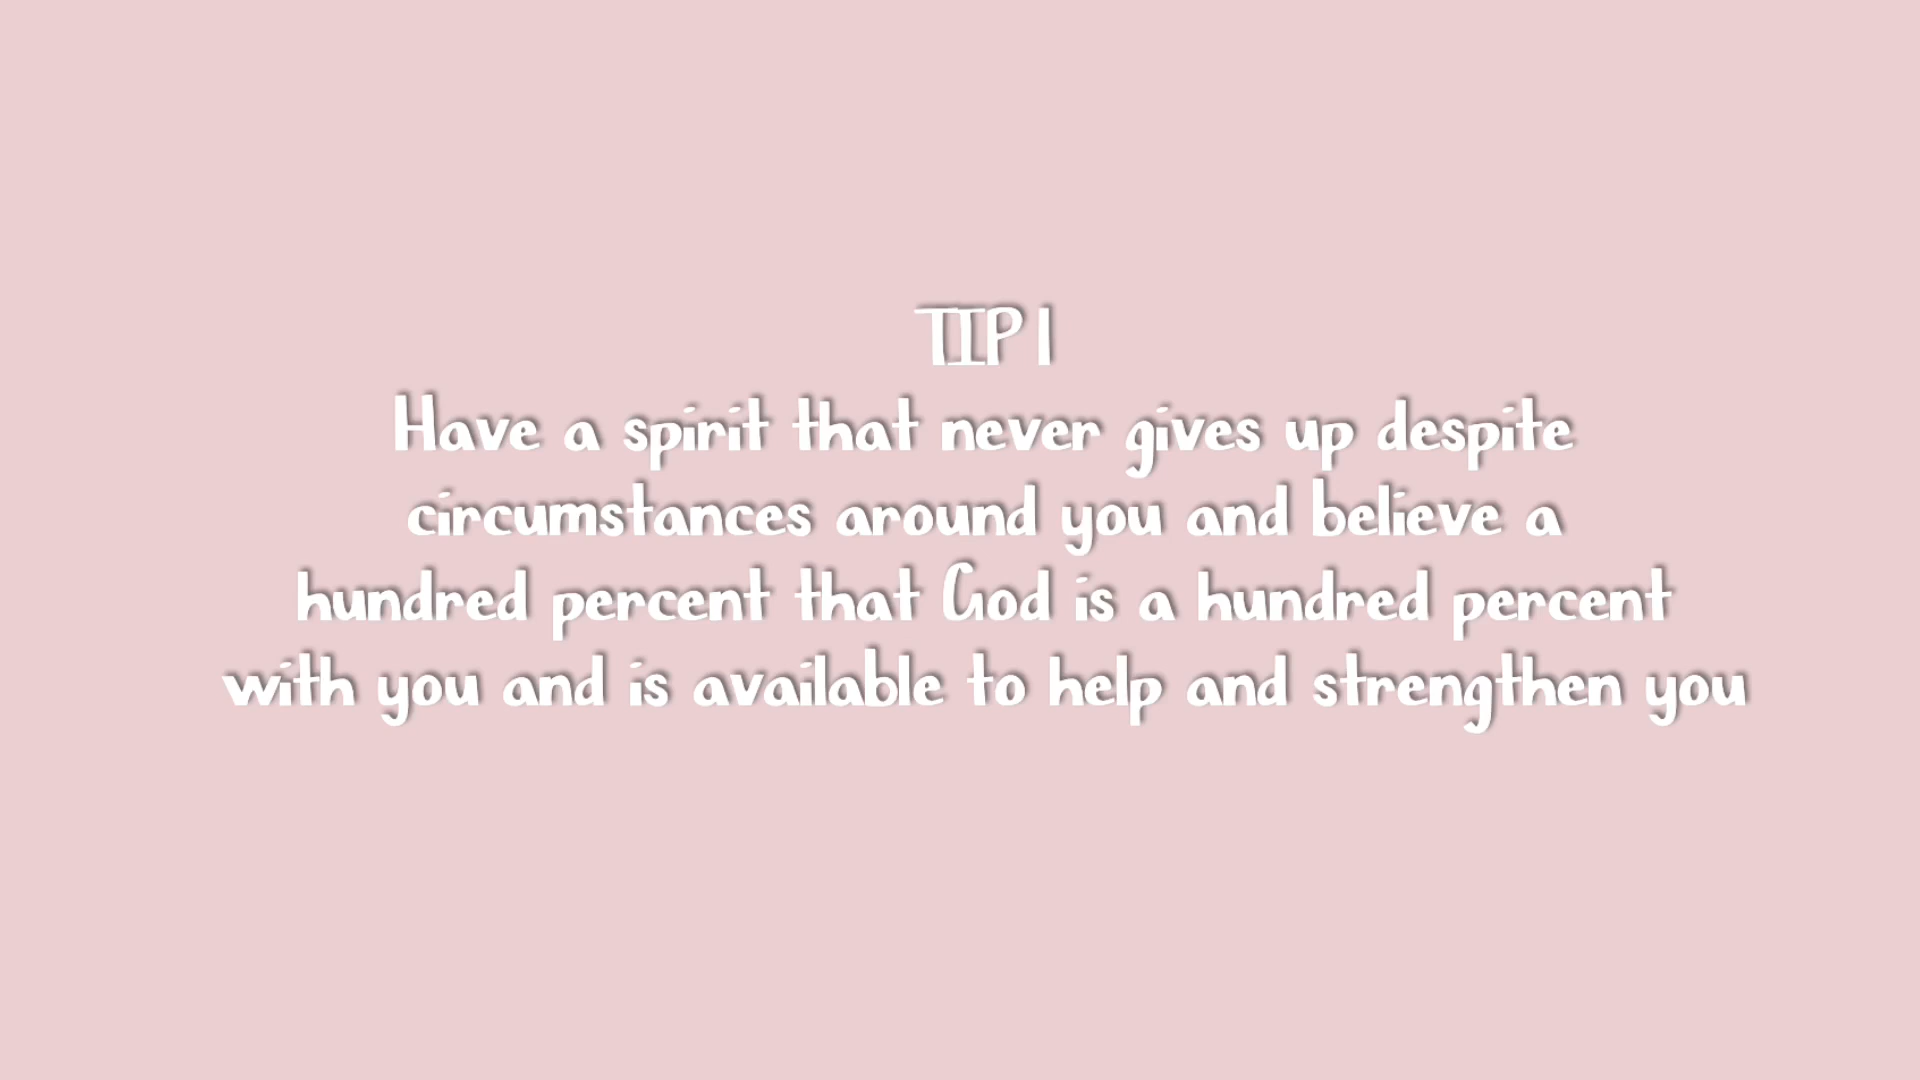 TIP 1
Have a spirit that never gives up despite
circumstances around you and believe a
hundred percent that God is a hundred percent
with you and is available to help and strengthen you